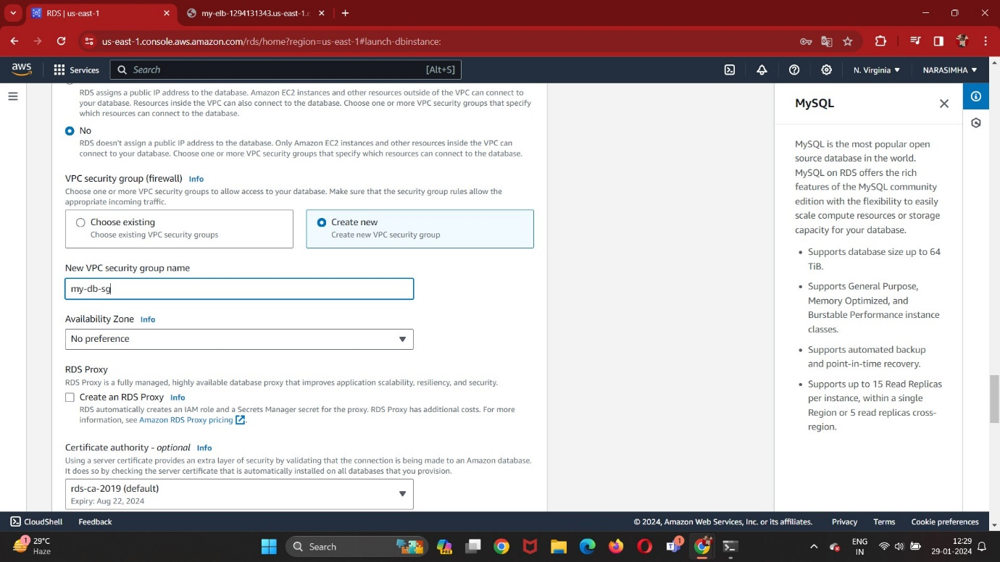 RDS | us-east-1
my-elb-1294131343.us-east-1.e
us-east-1.console.aws.amazon.com/rds/home?region=us-east-1#launch-dbinstance:
aws
Services
Search
[Alt+S]
N. Virginia
NARASIMHA
RDS assigns a public IP address to the database. Amazon EC2 instances and other resources outside of the VPC can connect to
your database. Resources inside the VPC can also connect to the database. Choose one or more VPC security groups that specify
which resources can connect to the database.
No
RDS doesn't assign a public IP address to the database. Only Amazon EC2 instances and other resources inside the VPC can
connect to your database. Choose one or more VPC security groups that specify which resources can connect to the database.
VPC security group (firewall) Info
Choose one or more VPC security groups to allow access to your database. Make sure that the security group rules allow the
appropriate incoming traffic.
Choose existing
Choose existing VPC security groups
Create new
Create new VPC security group
New VPC security group name
my-db-sg
Availability Zone Info
No preference
RDS Proxy
RDS Proxy is a fully managed, highly available database proxy that improves application scalability, resiliency, and security.
Create an RDS Proxy Info
RDS automatically creates an IAM role and a Secrets Manager secret for the proxy. RDS Proxy has additional costs. For more
information, see Amazon RDS Proxy pricing.
Certificate authority - optional Info
Using a server certificate provides an extra layer of security by validating that the connection is being made to an Amazon database.
It does so by checking the server certificate that is automatically installed on all databases that you provision.
rds-ca-2019 (default)
Expiry: Aug 22, 2024
MySQL
MySQL is the most popular open
source database in the world.
MySQL on RDS offers the rich
features of the MySQL community
edition with the flexibility to easily
scale compute resources or storage
capacity for your database.
• Supports database size up to 64
TiB.
• Supports General Purpose,
Memory Optimized, and
Burstable Performance instance
classes.
• Supports automated backup
and point-in-time recovery.
• Supports up to 15 Read Replicas
per instance, within a single
Region or 5 read replicas cross-
region.
CloudShell
Feedback
© 2024, Amazon Web Services, Inc. or its affiliates.
Privacy
Terms
Cookie preferences
1
29°C
Haze
Search
PRE
1
ENG
IN
12:29
29-01-2024